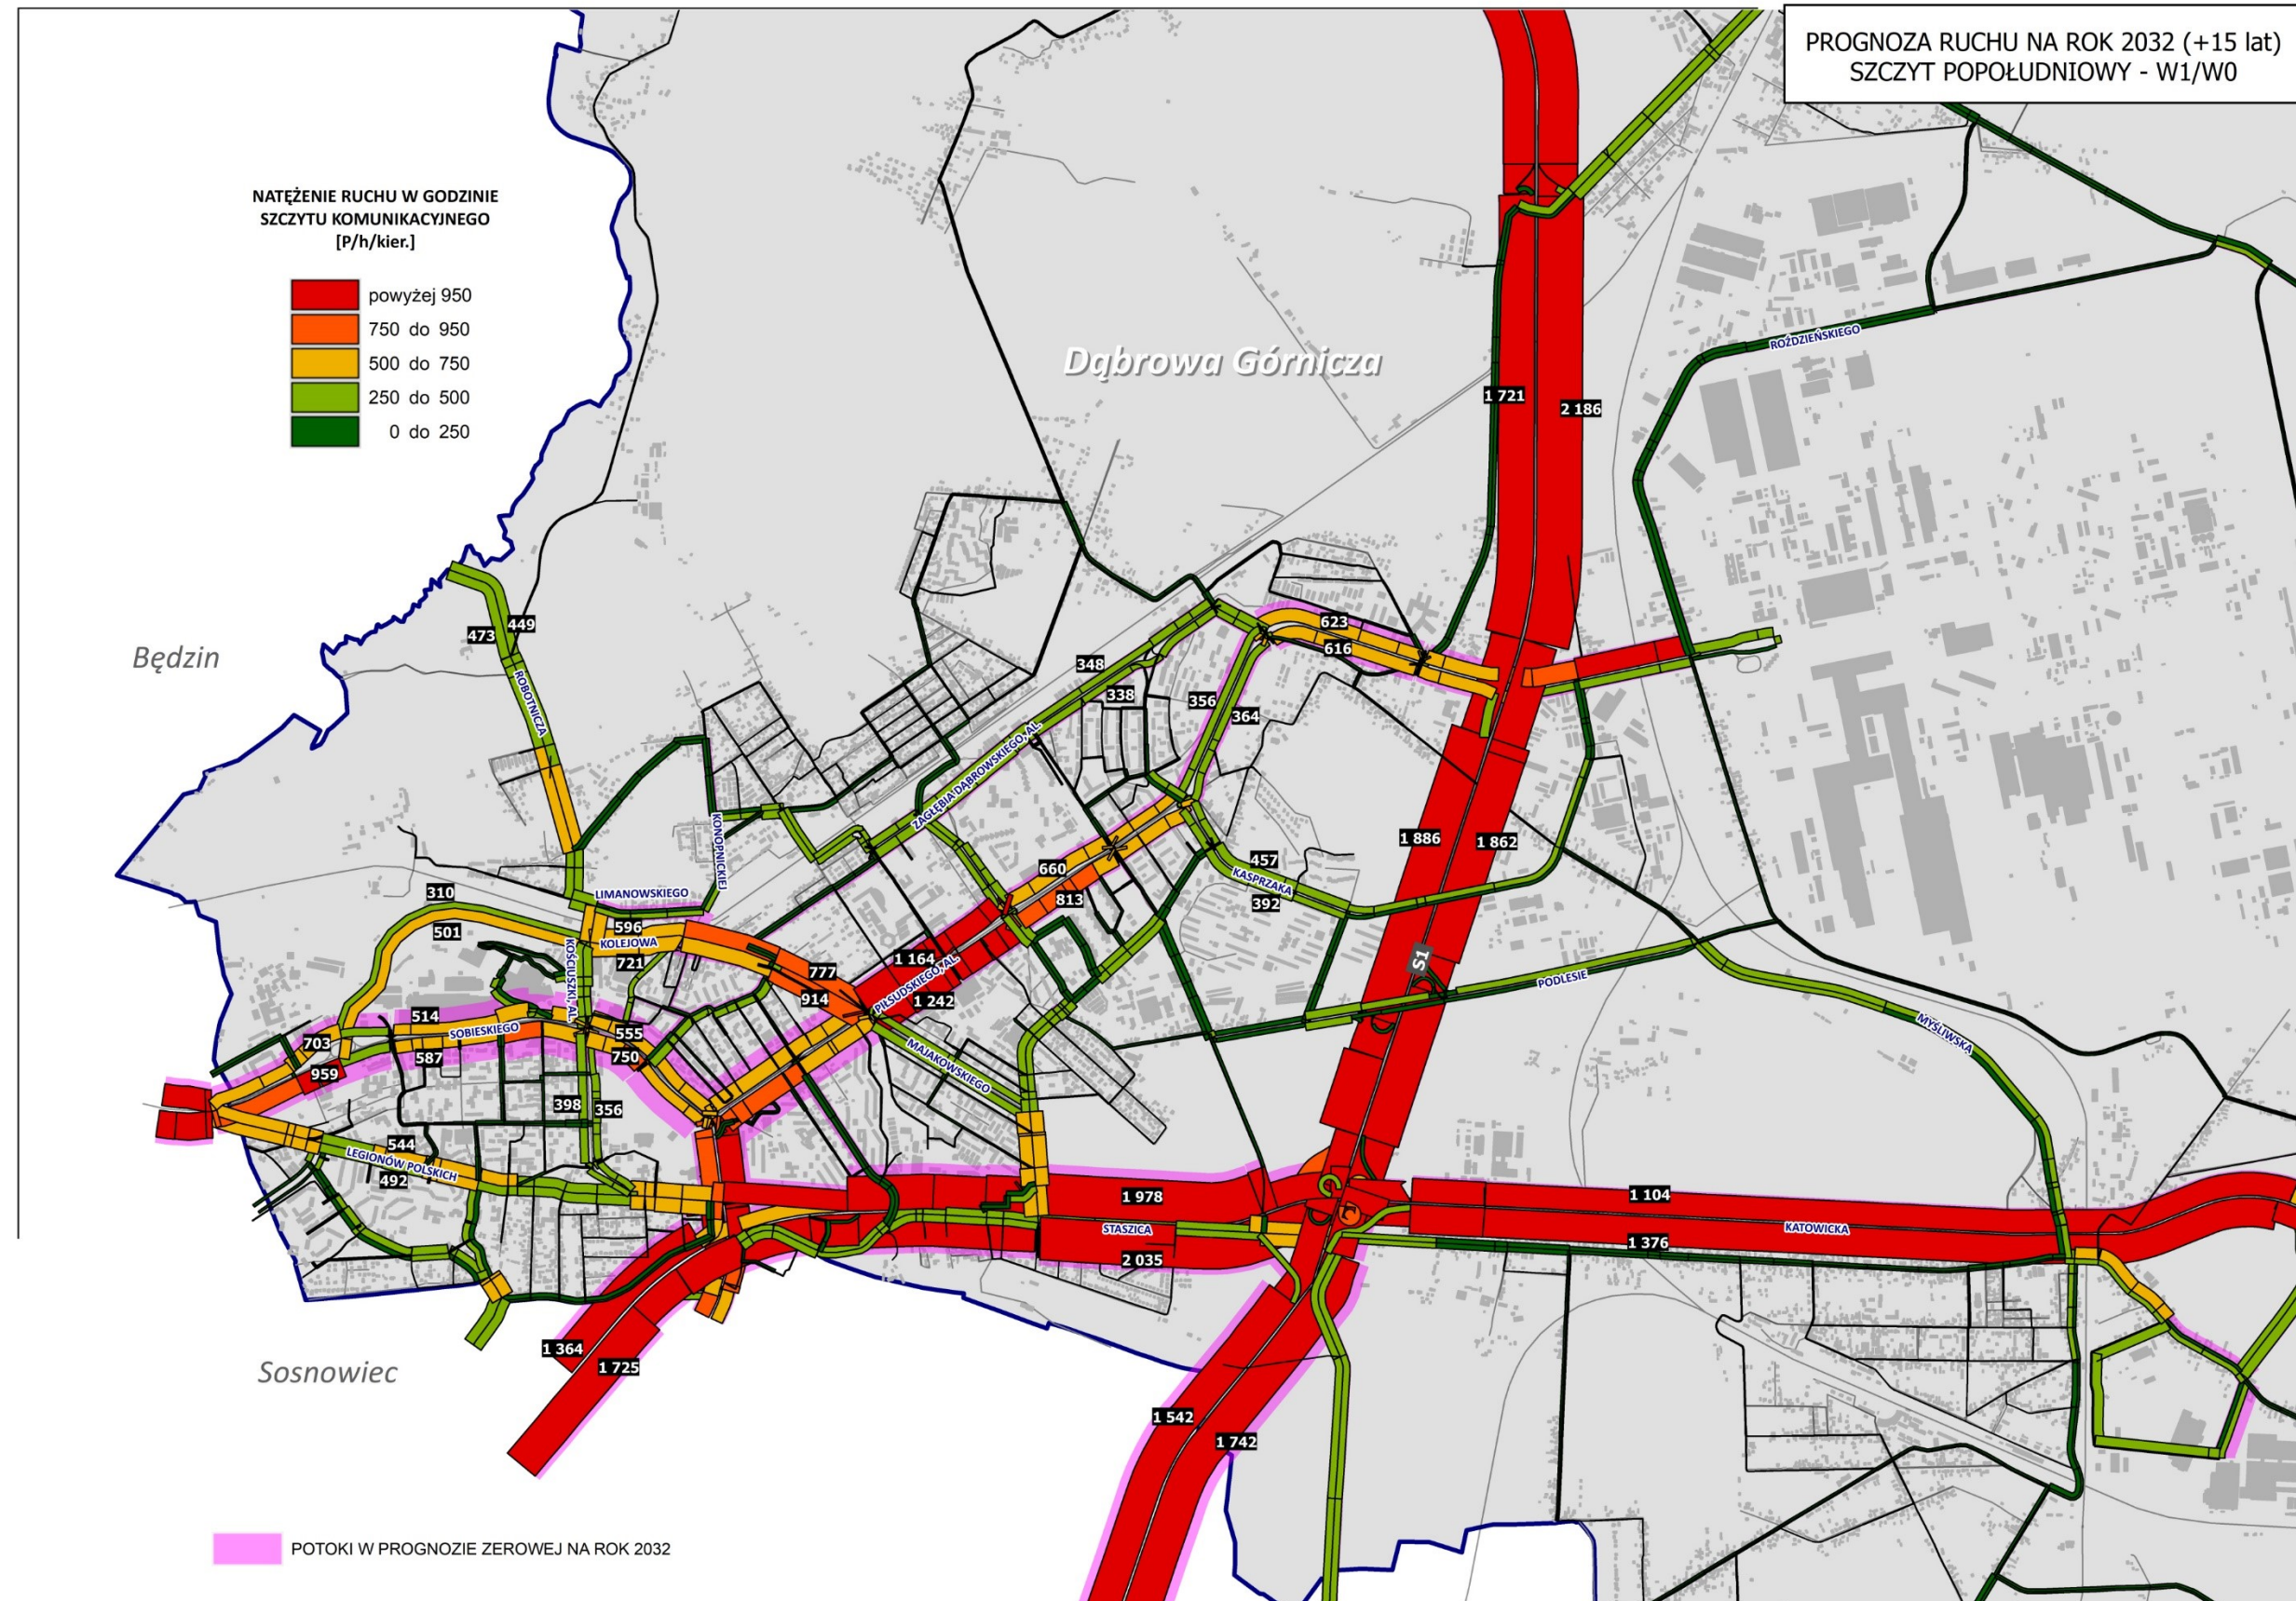 PROGNOZA RUCHU NA ROK 2032 (+15 lat)
SZCZYT POPOŁUDNIOWY - W1/W0
NATĘŻENIE RUCHU W GODZINIE
SZCZYTU KOMUNIKACYJNEGO
[P/h/kier.]
powyżej 950
750 do 950
500 do 750
250 do 500
0 do 250
ROŹDZIEŃSKIEGO
Dąbrowa Górnicza
1 721
2 186
449
473
623
616
Będzin
348
338
356
364
ROBOTNICZA
ZAGŁĘBIA DĄBROWSKIEGO, AL.
KONOPNICKIEJ
1 886
1 862
457
KASPRZAKA
392
660
813
310
LIMANOWSKIEGO
501
596
KOLEJOWA
721
KOŚCIUSZKI, AL.
777
914
1 164
PIŁSUDSKIEGO, AL.
1 242
S1
PODLESIE
MYŚLIWSKA
514
SOBIESKIEGO
587
703
959
555
750
MAJAKOWSKIEGO
398
356
544
LEGIONÓW POLSKICH
492
1 978
STASZICA
2 035
1 104
KATOWICKA
1 376
1 364
1 725
Sosnowiec
1 542
1 742
POTOKI W PROGNOZIE ZEROWEJ NA ROK 2032